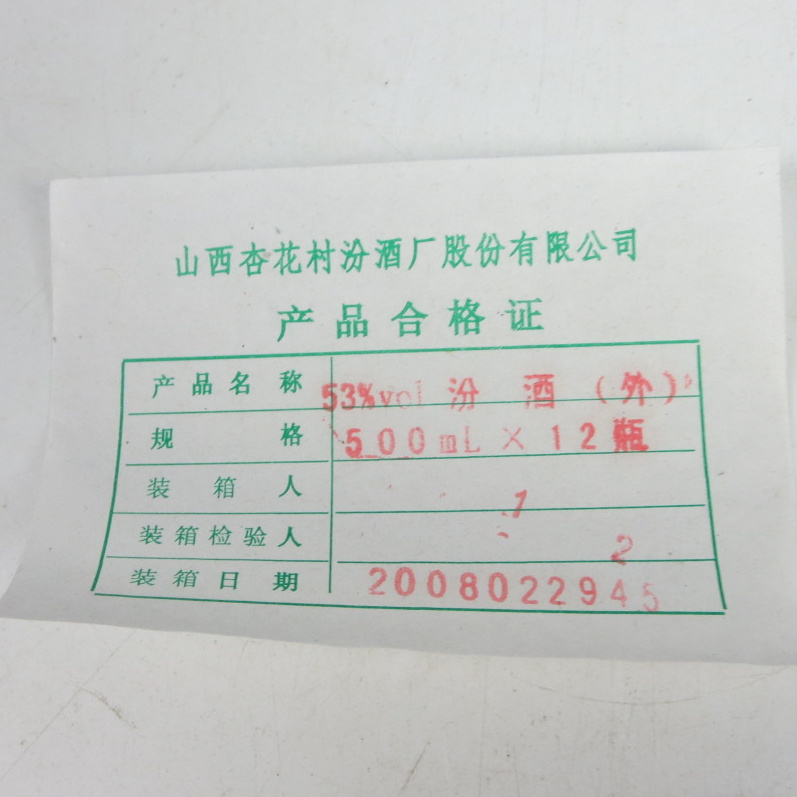 山西杏花村汾酒厂股份有限公司
产品合格证
产品名称 53%vol 汾 酒 (外)
规格 500mL×12瓶
装箱人 1
装箱检验人 2
装箱日期 2008022945